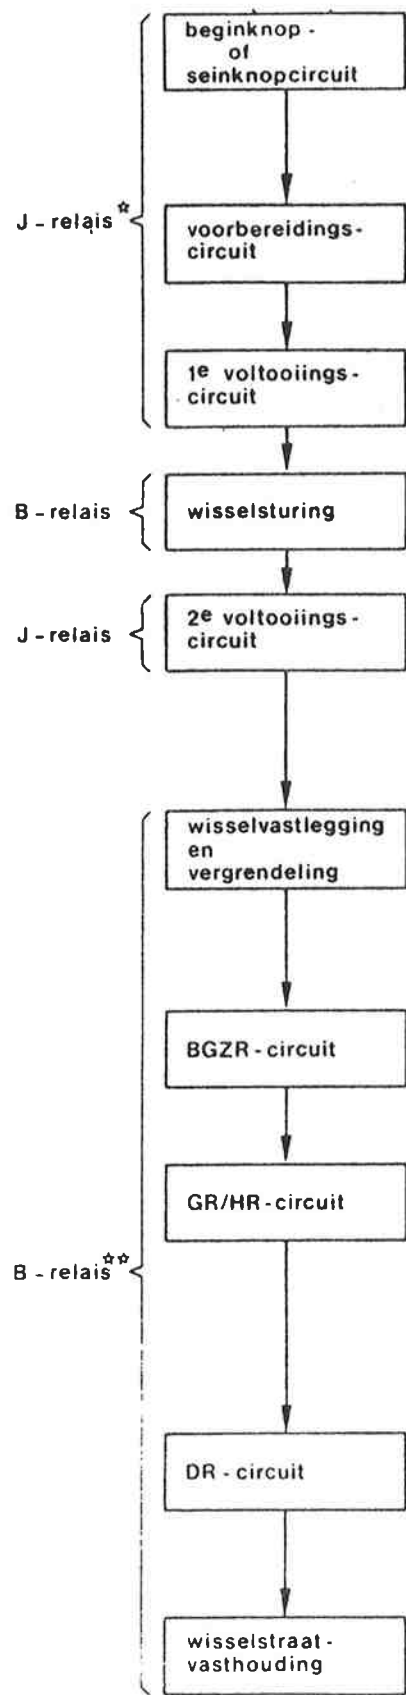 beginknop -
of
seinknopcircuit
J - relais ☆
voorbereidings-
circuit
1e voltooiings -
circuit
B - relais
wisselsturing
J - relais
2e voltooiings -
circuit
wisselvastlegging
en
vergrendeling
BGZR - circuit
GR/HR - circuit
B - relais ☆☆
DR - circuit
wisselstraat -
vasthouding